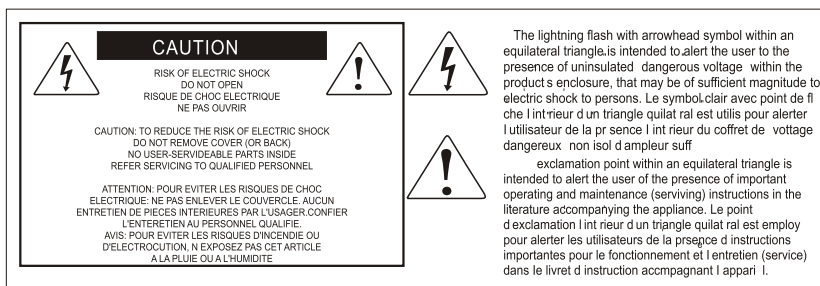 CAUTION
RISK OF ELECTRIC SHOCK
DO NOT OPEN
RISQUE DE CHOC ELECTRIQUE
NE PAS OUVRIR
CAUTION: TO REDUCE THE RISK OF ELECTRIC SHOCK
DO NOT REMOVE COVER (OR BACK)
NO USER-SERVIDEABLE PARTS INSIDE
REFER SERVICING TO QUALIFIED PERSONNEL
ATTENTION: POUR EVITER LES RISQUES DE CHOC
ELECTRIQUE: NE PAS ENLEVER LE COUVERCLE. AUCUN
ENTRETIEN DE PIECES INTERIEURES PAR L'USAGER.CONFIER
L'ENTERETIEN AU PERSONNEL QUALIFIE.
AVIS: POUR EVITER LES RISQUES D'INCENDIE OU
D'ELECTROCUTION, N EXPOSEZ PAS CET ARTICLE
A LA PLUIE OU A L'HUMIDITE
The lightning flash with arrowhead symbol within an
equilateral triangle.is intended to.alert the user to the
presence of uninsulated dangerous voltage within the
product s enclosure, that may be of sufficient magnitude to
electric shock to persons. Le symbol.clair avec point de fl
che l int rieur d un triangle quilat ral est utilis pour alerter
l utilisateur de la pr sence l int rieur du coffret de vottage
dangereux non isol d ampleur suff
exclamation point within an equilateral triangle is
intended to alert the user of the presence of important
operating and maintenance (serviving) instructions in the
literature accompanying the appliance. Le point
d exclamation l int rieur d un triangle quilat ral est employ
pour alerter les utilisateurs de la presence d instructions
importantes pour le fonctionnement et l entretien (service)
dans le livret d instruction accmpagnant l appari l.